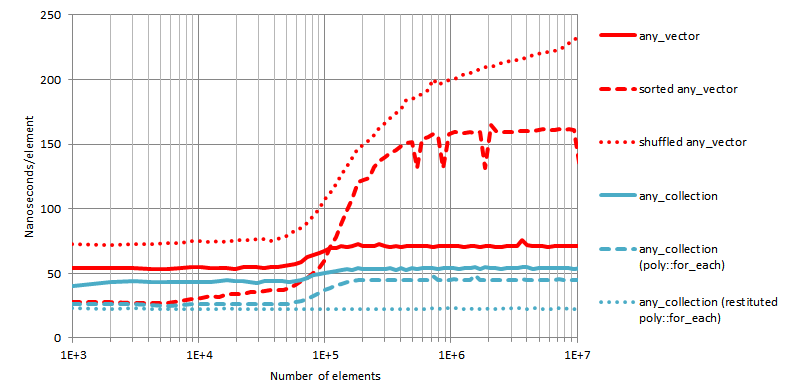 250
200
150
100
50
0
Nanoseconds/element
1E+3
1E+4
1E+5
1E+6
1E+7
Number of elements
any_vector
sorted any_vector
shuffled any_vector
any_collection
any_collection
(poly::for_each)
any_collection (restituted
poly::for_each)